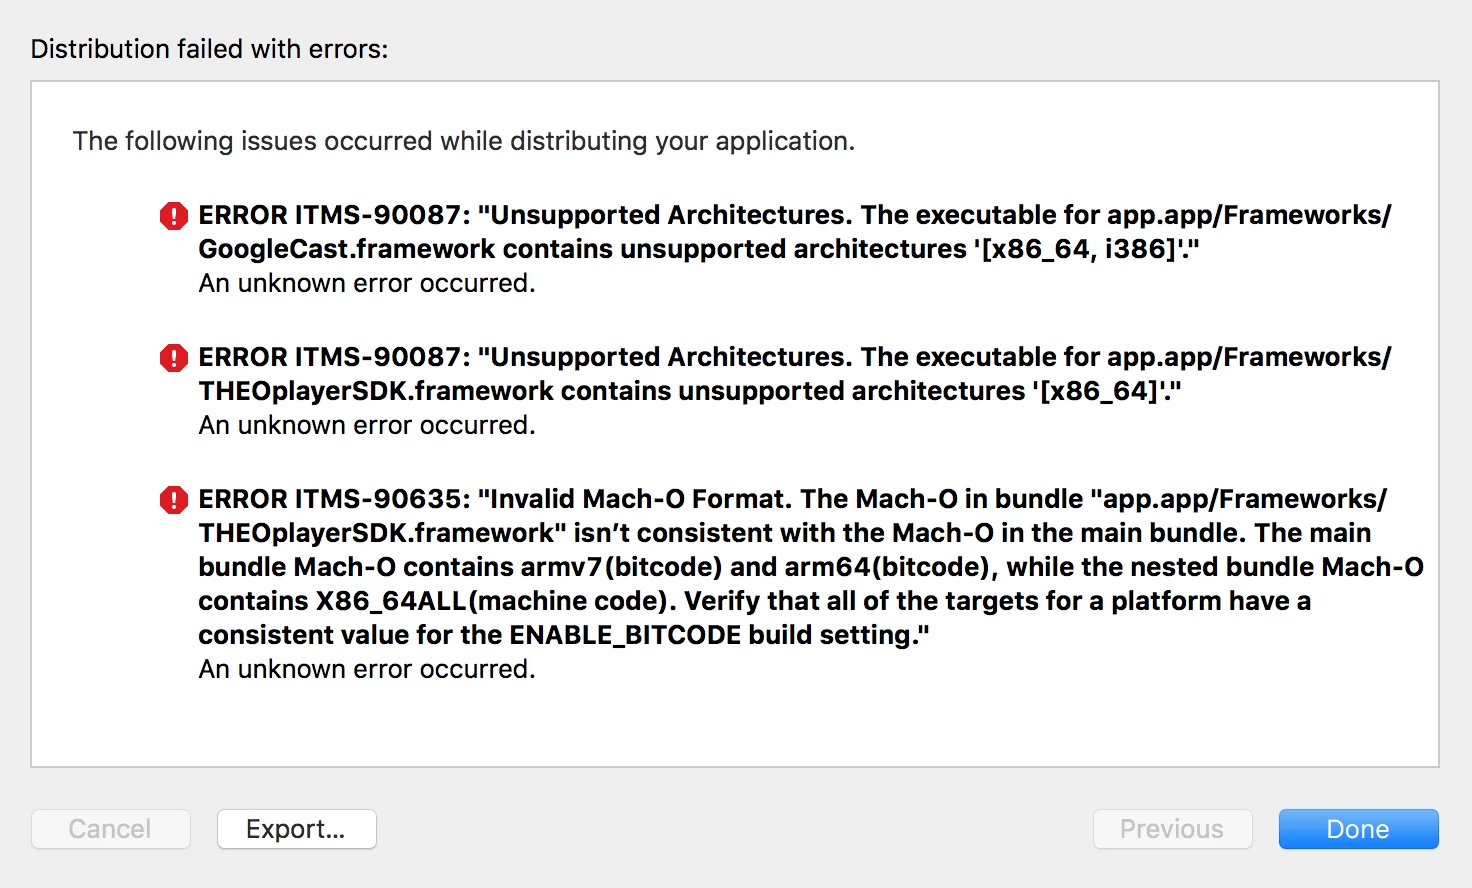 Distribution failed with errors:
The following issues occurred while distributing your application.
ERROR ITMS-90087: "Unsupported Architectures. The executable for app.app/Frameworks/
GoogleCast.framework contains unsupported architectures '[x86_64, i386]'."
An unknown error occurred.
ERROR ITMS-90087: "Unsupported Architectures. The executable for app.app/Frameworks/
THEOplayerSDK.framework contains unsupported architectures '[x86_64]'."
An unknown error occurred.
ERROR ITMS-90635: "Invalid Mach-O Format. The Mach-O in bundle "app.app/Frameworks/
THEOplayerSDK.framework" isn’t consistent with the Mach-O in the main bundle. The main
bundle Mach-O contains armv7(bitcode) and arm64(bitcode), while the nested bundle Mach-O
contains X86_64ALL(machine code). Verify that all of the targets for a platform have a
consistent value for the ENABLE_BITCODE build setting."
An unknown error occurred.
Cancel
Export...
Previous
Done